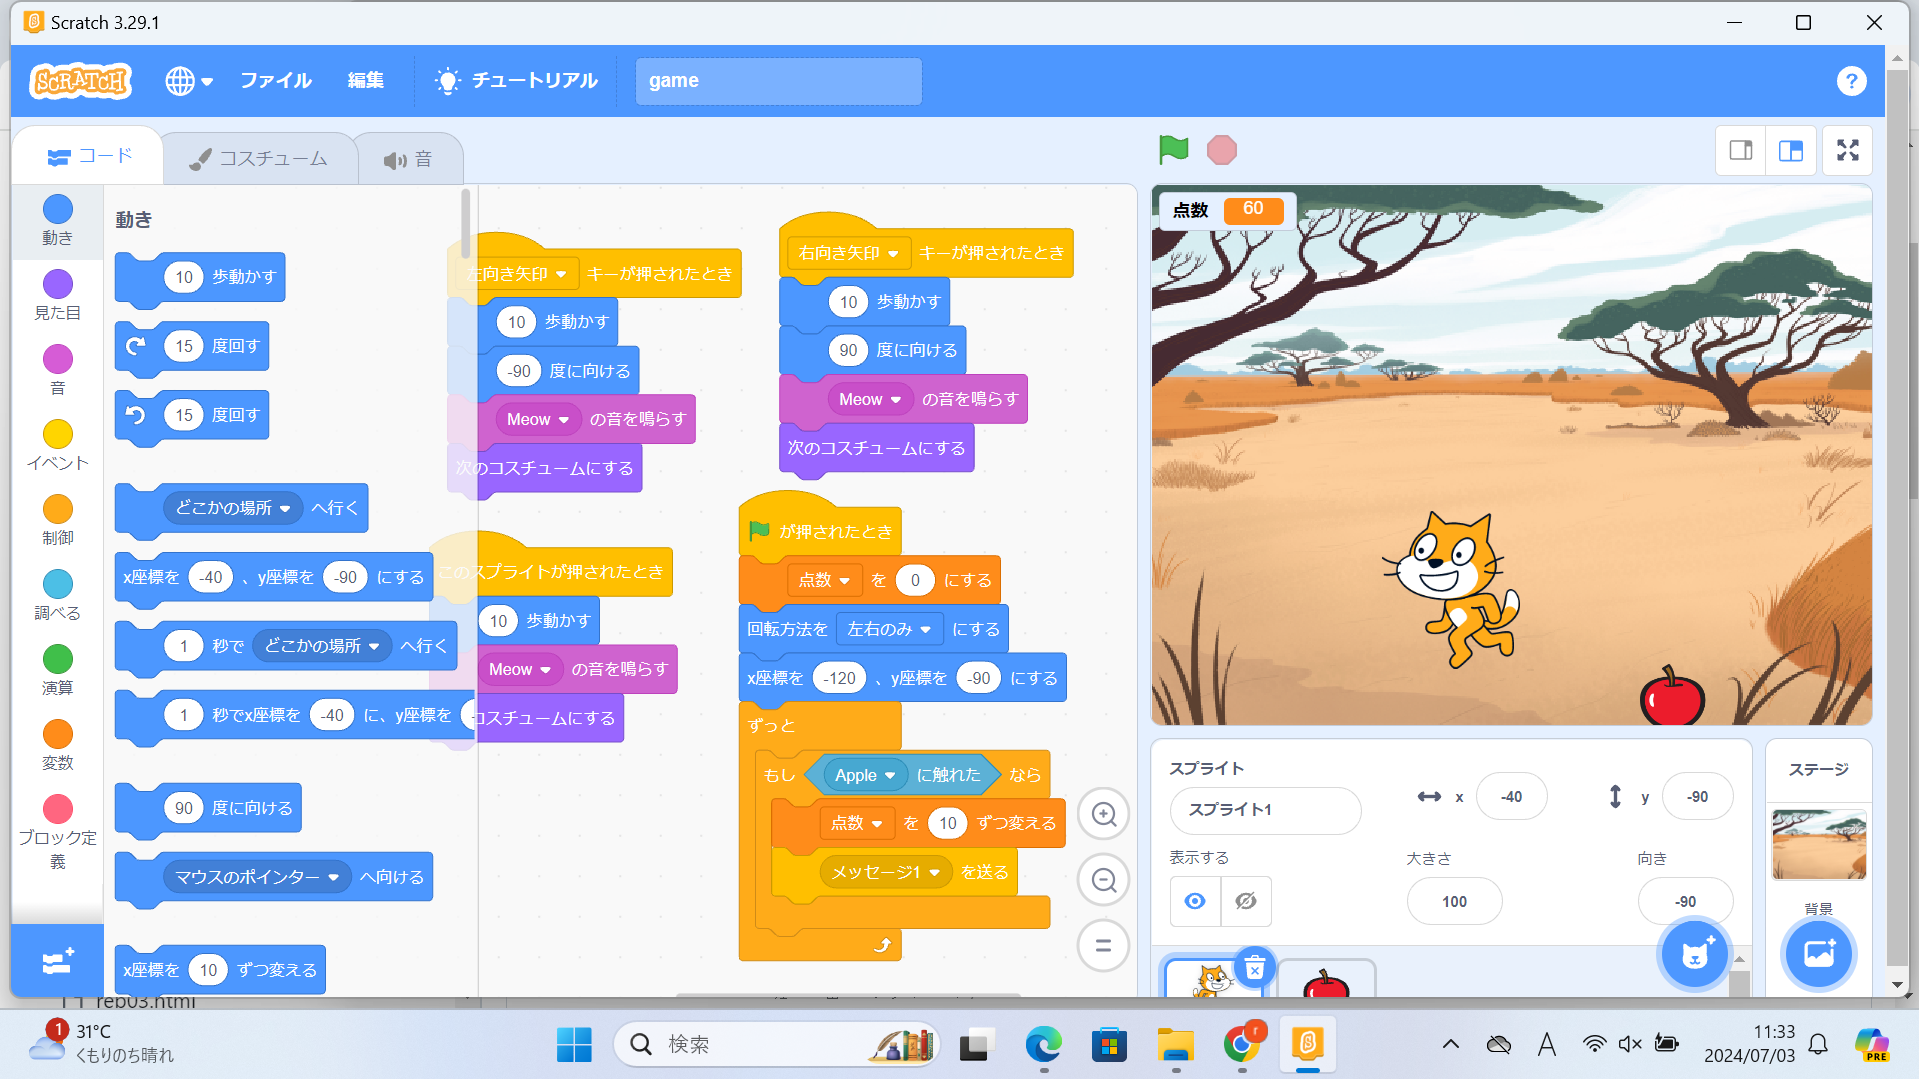 Scratch 3.29.1
SCRATCH
ファイル
編集
チュートリアル
game
?
コード
コスチューム
音
動き
見た目
音
イベント
制御
調べる
演算
変数
ブロック定
義
動き
10 歩動かす
15 度回す
15 度回す
どこかの場所 へ行く
x座標を -40 、y座標を -90 にする
1 秒で どこかの場所 へ行く
1 秒でx座標を -40 に、y座標を
90 度に向ける
マウスのポインター へ向ける
x座標を 10 ずつ変える
左向き矢印 キーが押されたとき
10 歩動かす
-90 度に向ける
Meow の音を鳴らす
次のコスチュームにする
このスプライトが押されたとき
10 歩動かす
Meow の音を鳴らす
コスチュームにする
右向き矢印 キーが押されたとき
10 歩動かす
90 度に向ける
Meow の音を鳴らす
次のコスチュームにする
が押されたとき
点数 を 0 にする
回転方法を 左右のみ にする
x座標を -120 、y座標を -90 にする
ずっと
もし Apple に触れた なら
点数 を 10 ずつ変える
メッセージ1 を送る
点数 60
スプライト
スプライト1
x -40
y -90
表示する
大きさ
100
向き
-90
ステージ
背景
reb03.html
1
31°C
くもりのち晴れ
検索
r
A
11:33
2024/07/03
PRE